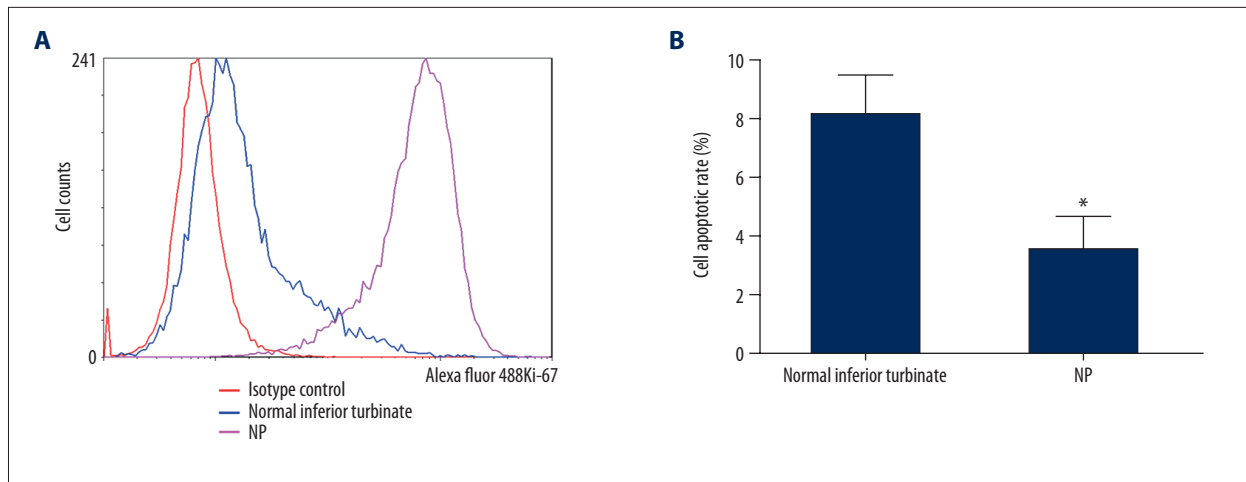 A
241
Cell counts
0
Alexa fluor 488Ki-67
Isotype control
Normal inferior turbinate
NP
B
10
8
6
4
2
0
Cell apoptotic rate (%)
*
Normal inferior turbinate
NP